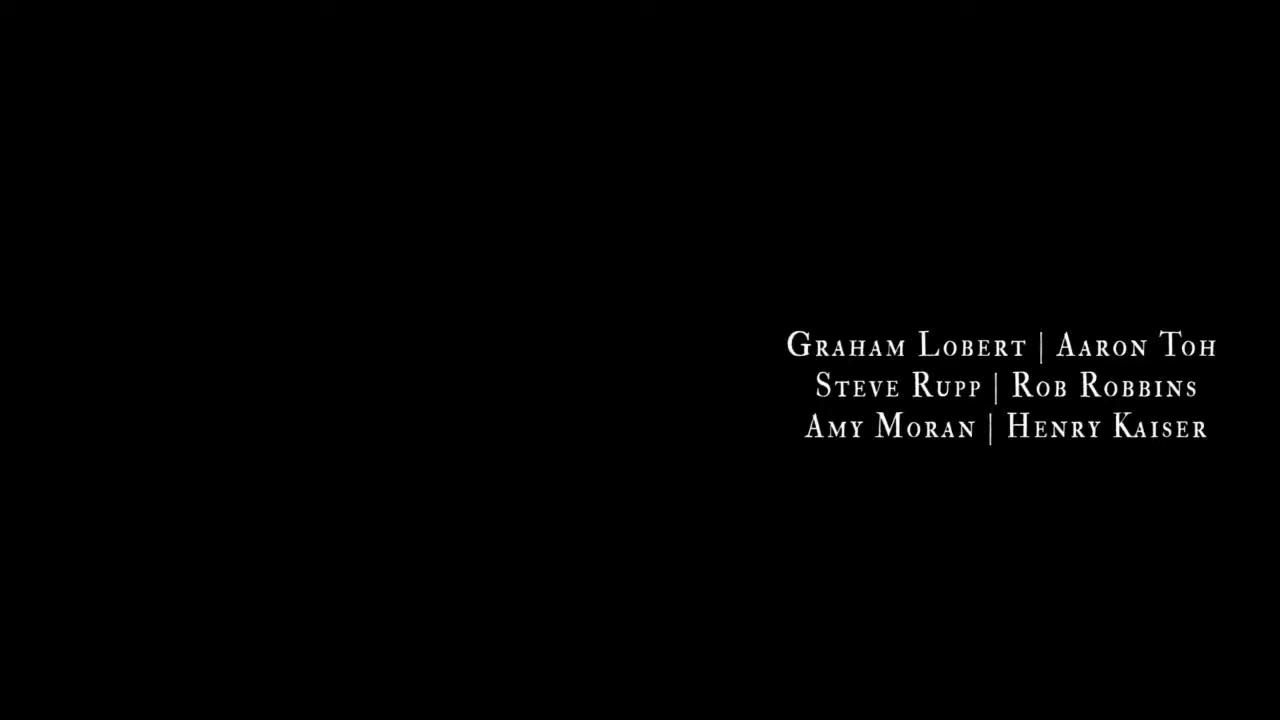 Graham Lobert | Aaron Toh
Steve Rupp | Rob Robbins
Amy Moran | Henry Kaiser